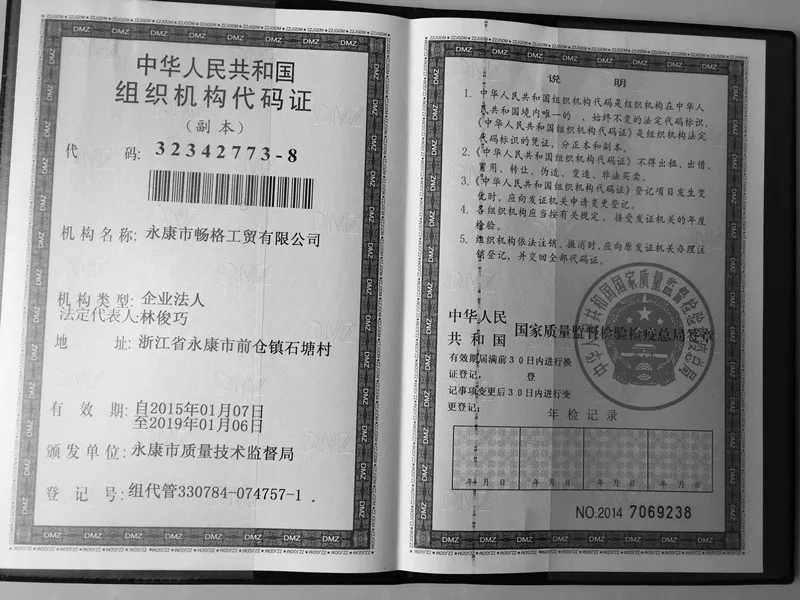 中华人民共和国
组织机构代码证
（副本）
代 码: 32342773-8
机构名称: 永康市畅格工贸有限公司
机构类型: 企业法人
法定代表人:林俊巧
地 址: 浙江省永康市前仓镇石塘村
有 效 期: 自2015年01月07日
至2019年01月06日
颁发单位: 永康市质量技术监督局
登 记 号: 组代管330784-074757-1
说 明
1. 中华人民共和国组织机构代码是组织机构在中华人
民共和国境内唯一的、始终不变的法定代码标识，
《中华人民共和国组织机构代码证》是组织机构法定
代码标识的凭证，分正本和副本。
2.《中华人民共和国组织机构代码证》不得出租、出借、
冒用、转让、伪造、变造、非法买卖。
3.《中华人民共和国组织机构代码证》登记项目发生变
化时，应向发证机关申请变更登记。
4. 各组织机构应当按有关规定，接受发证机关的年度
检验。
5. 组织机构依法注销、撤消时，应向原发证机关办理注
销登记，并交回全部代码证。
中华人民
共和国 国家质量监督检验检疫总局签章
有效期届满前30日内进行换
证登记， 登
记事项变更后30日内进行变
更登记。
年检记录
年 月 日 年 月 日 年 月 日 年 月 日
NO.2014 7069238